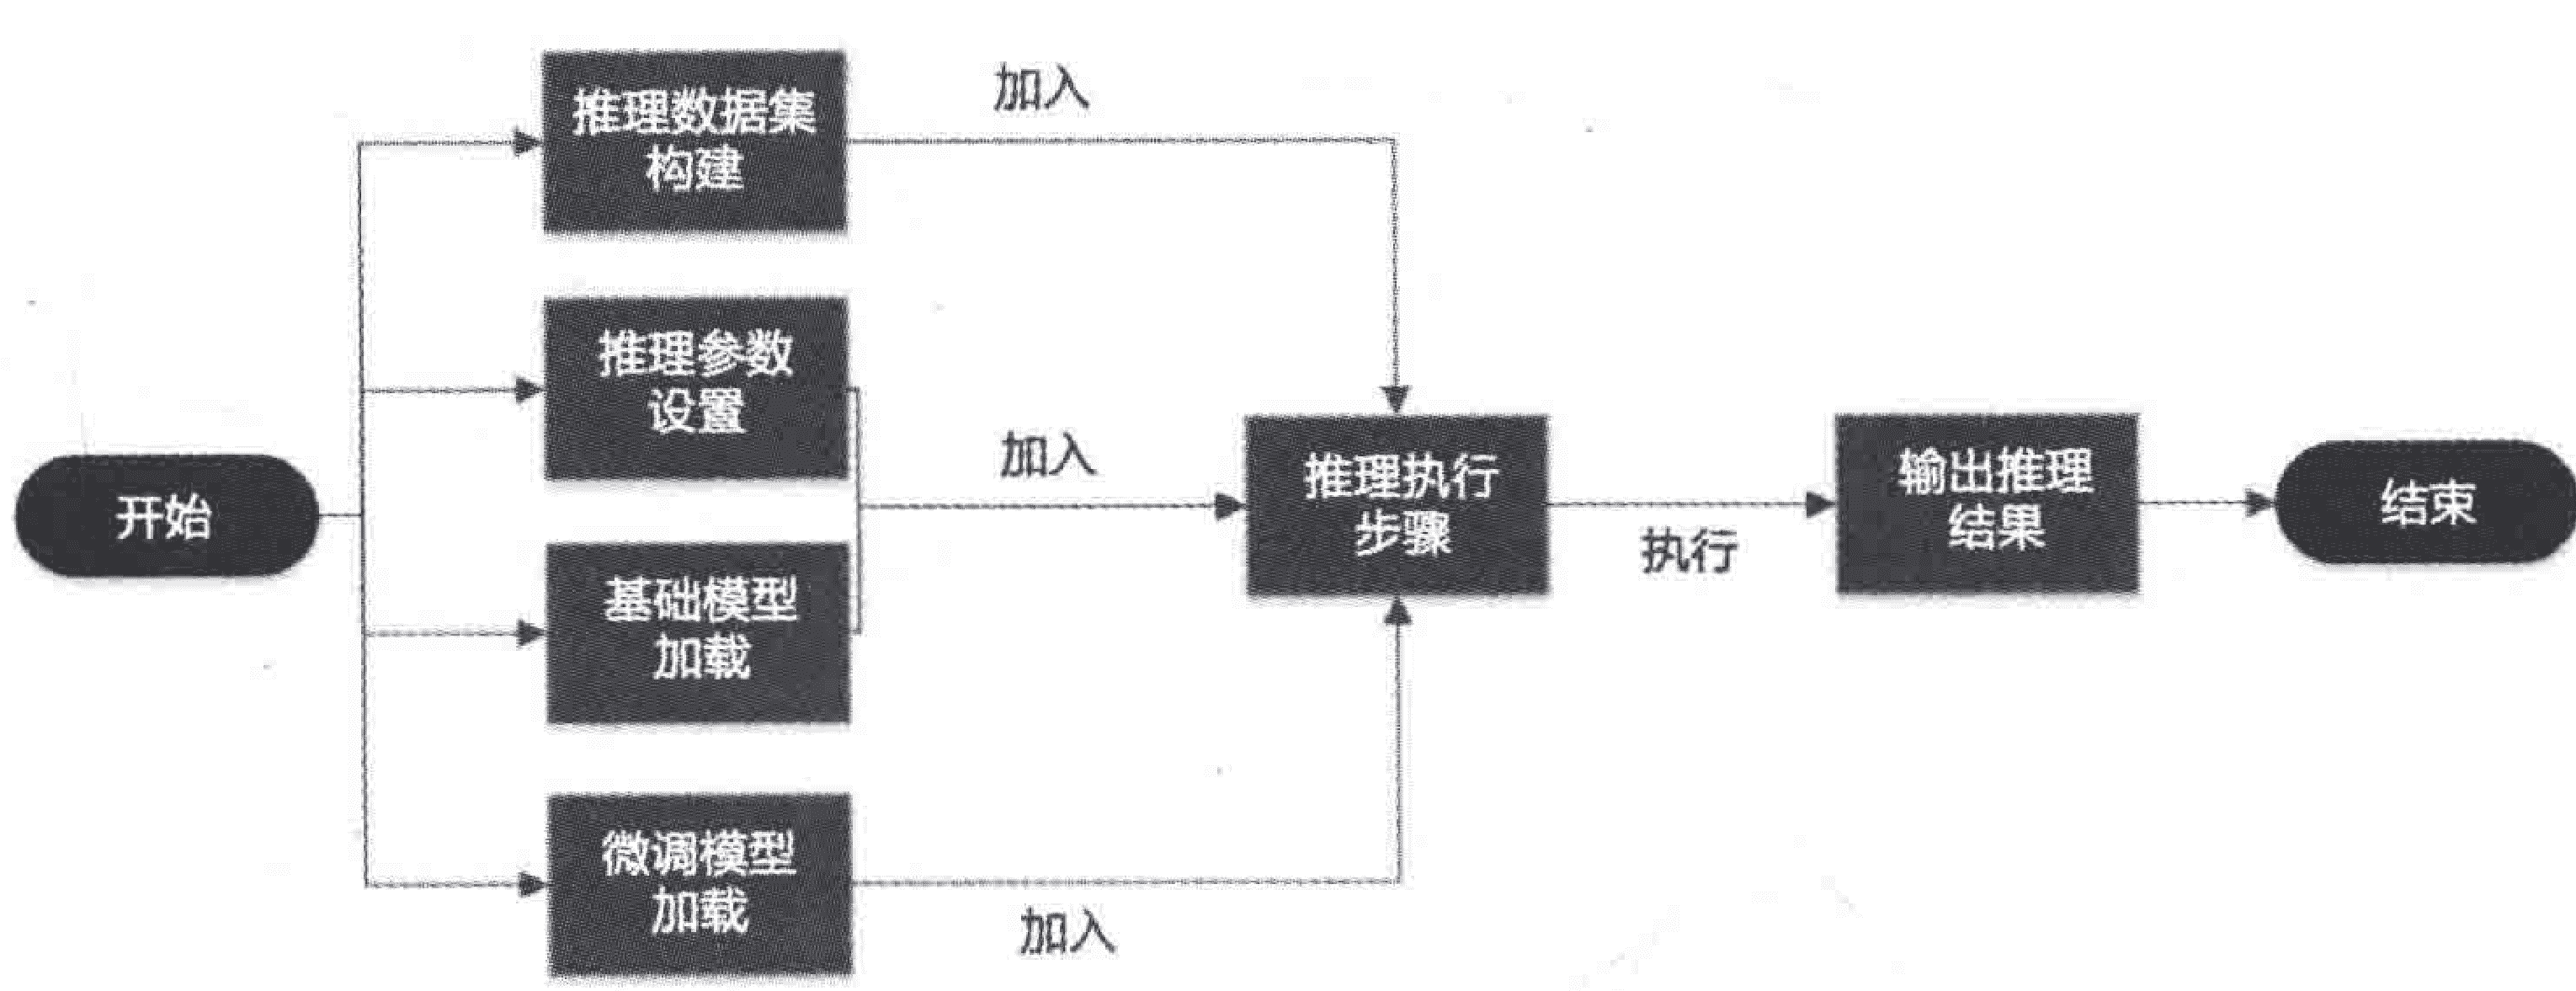 开始
推理数据集
构建
推理参数
设置
基础模型
加载
微调模型
加载
加入
加入
加入
推理执行
步骤
执行
输出推理
结果
结束